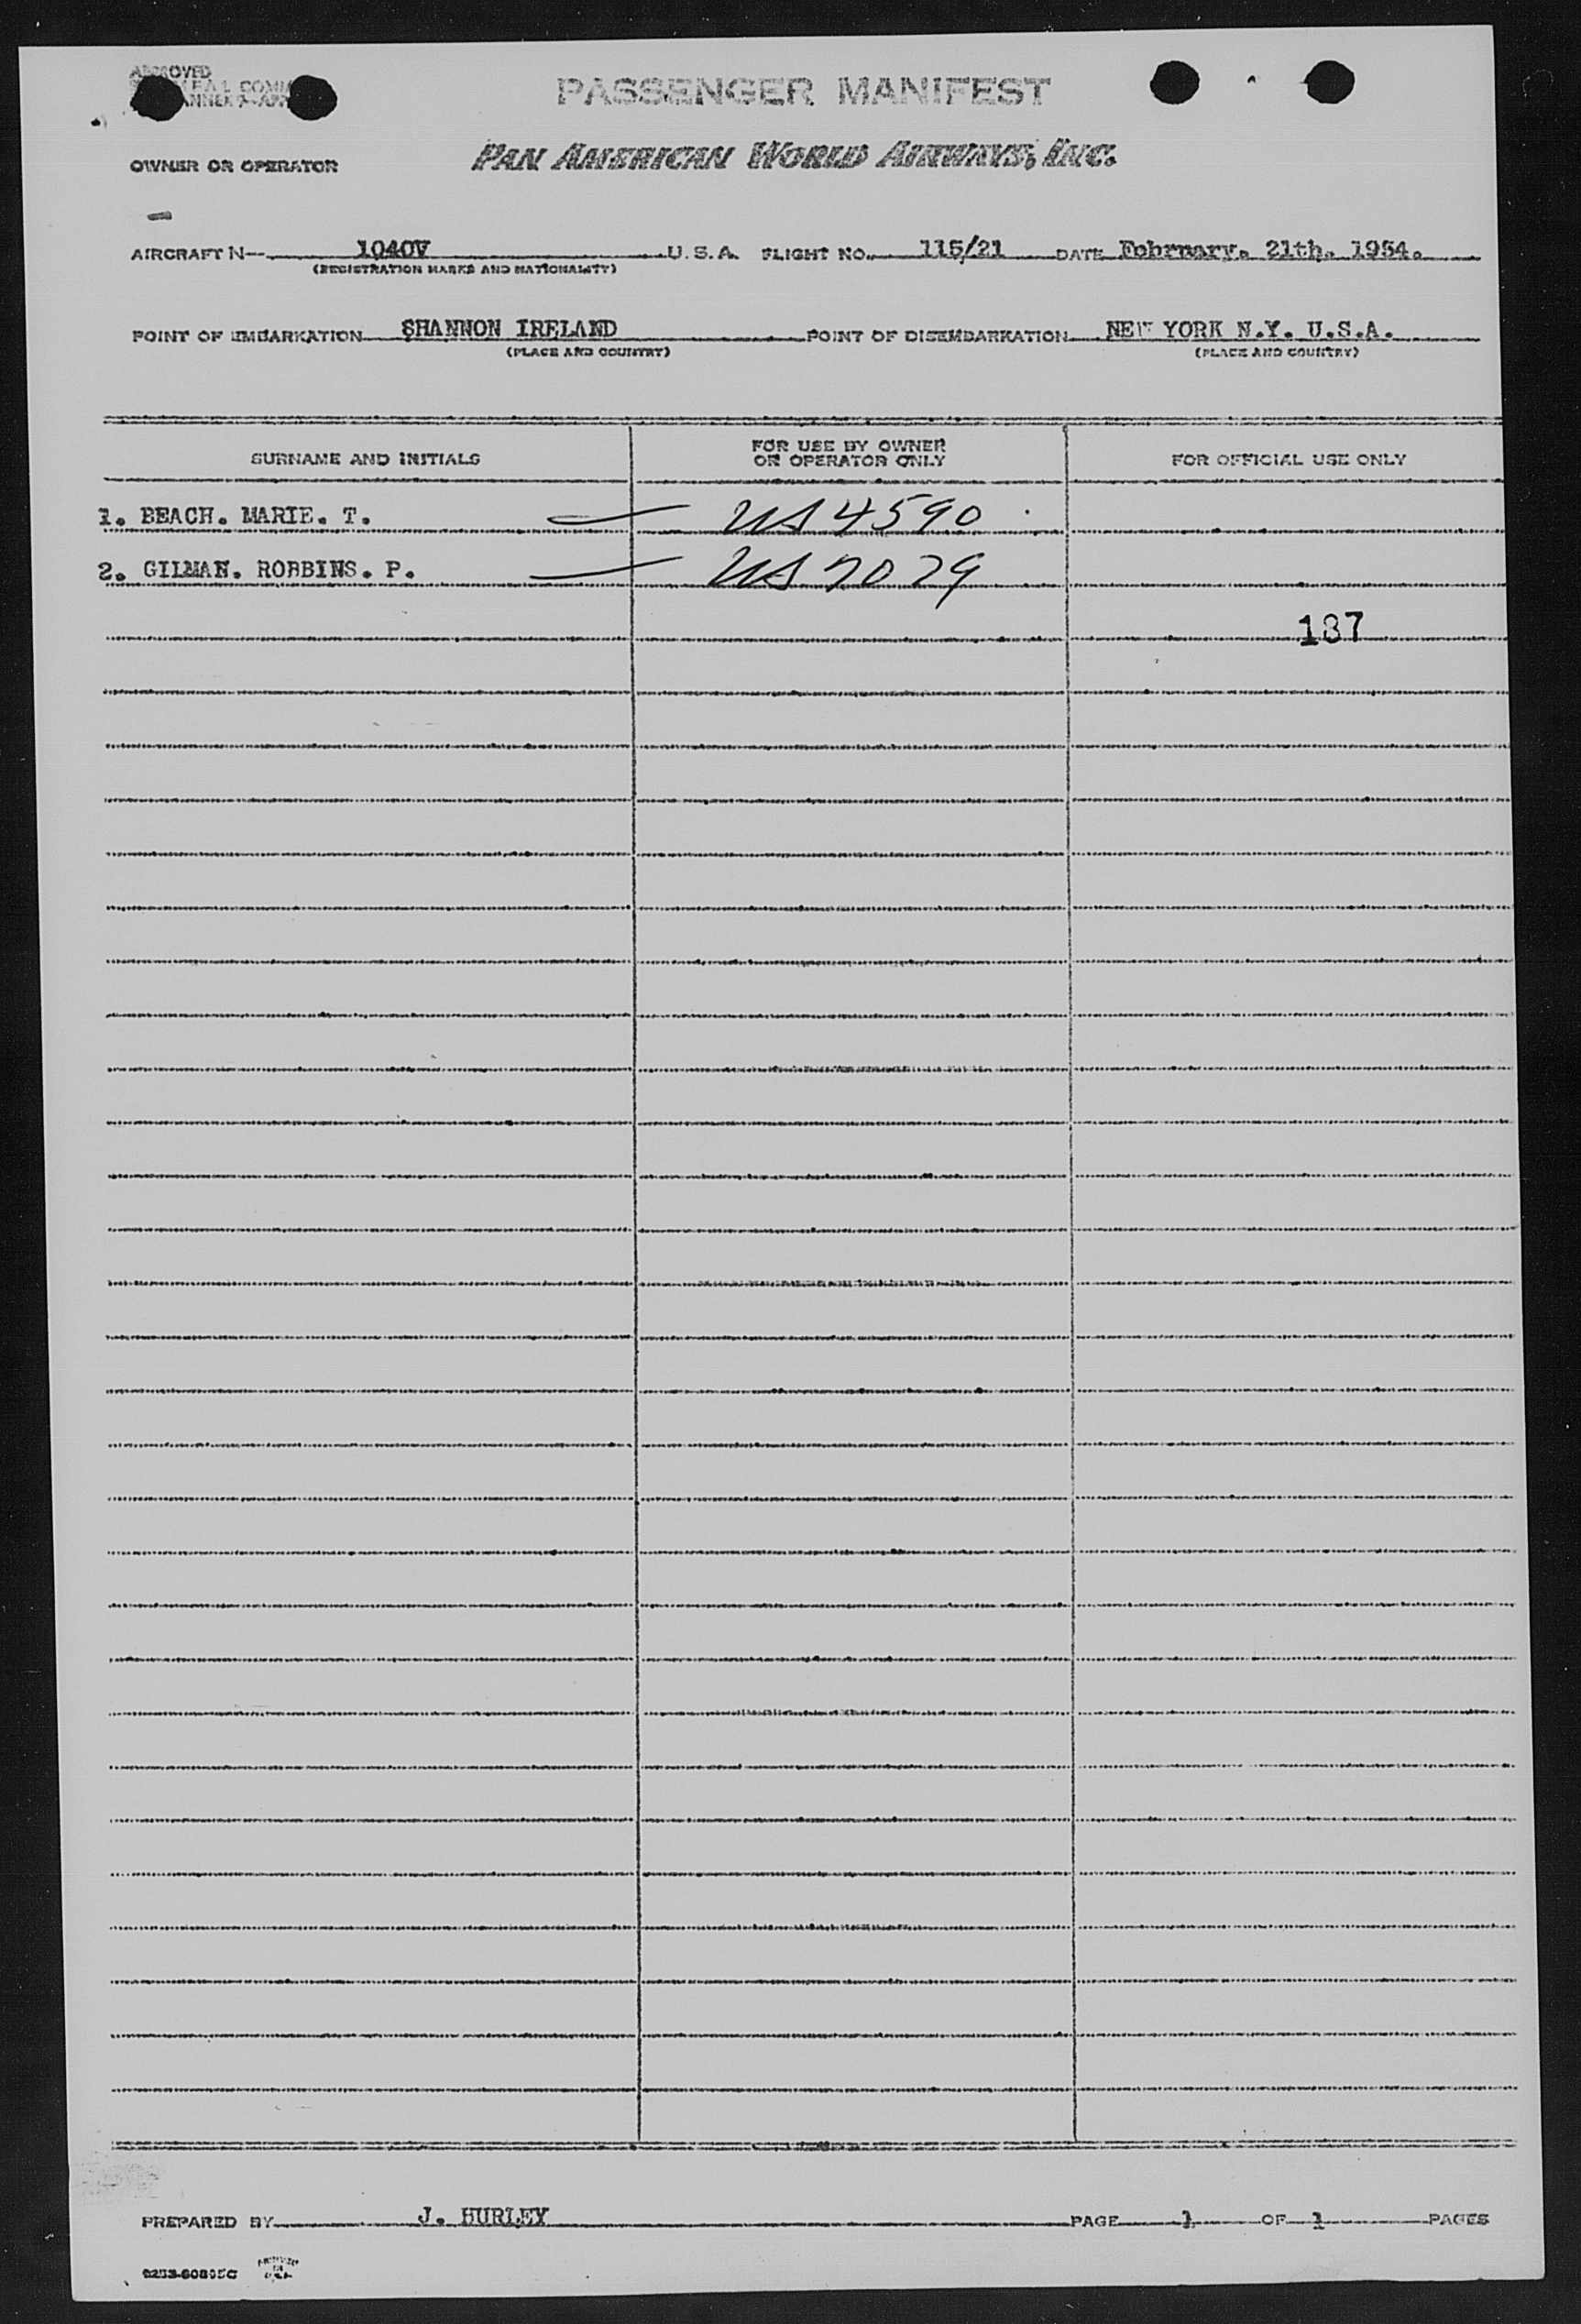 APPROVED
PASSENGER MANIFEST
OWNER OR OPERATOR PAN AMERICAN WORLD AIRWAYS, INC.
AIRCRAFT N-- 1040V U.S.A. FLIGHT NO. 115/21 DATE February. 21th. 1954.
(REGISTRATION MARKS AND NATIONALITY)
POINT OF EMBARKATION SHANNON IRELAND POINT OF DISEMBARKATION NEW YORK N.Y. U.S.A.
(PLACE AND COUNTRY) (PLACE AND COUNTRY)
SURNAME AND INITIALS FOR USE BY OWNER OR OPERATOR ONLY FOR OFFICIAL USE ONLY
1. BEACH. MARIE. T. US 4590
2. GILMAN. ROBBINS. P. US 7079
187
PREPARED BY J. HURLEY PAGE 1 OF 1 PAGES